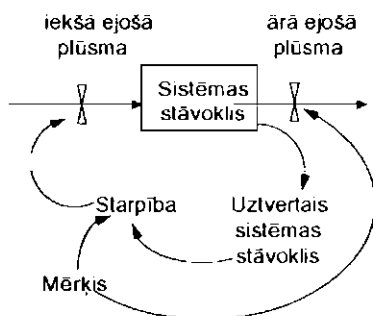 iekšā ejošā
plūsma
ārā ejošā
plūsma
Sistēmas
stāvoklis
Starpība
Uztvertais
sistēmas
stāvoklis
Mērķis